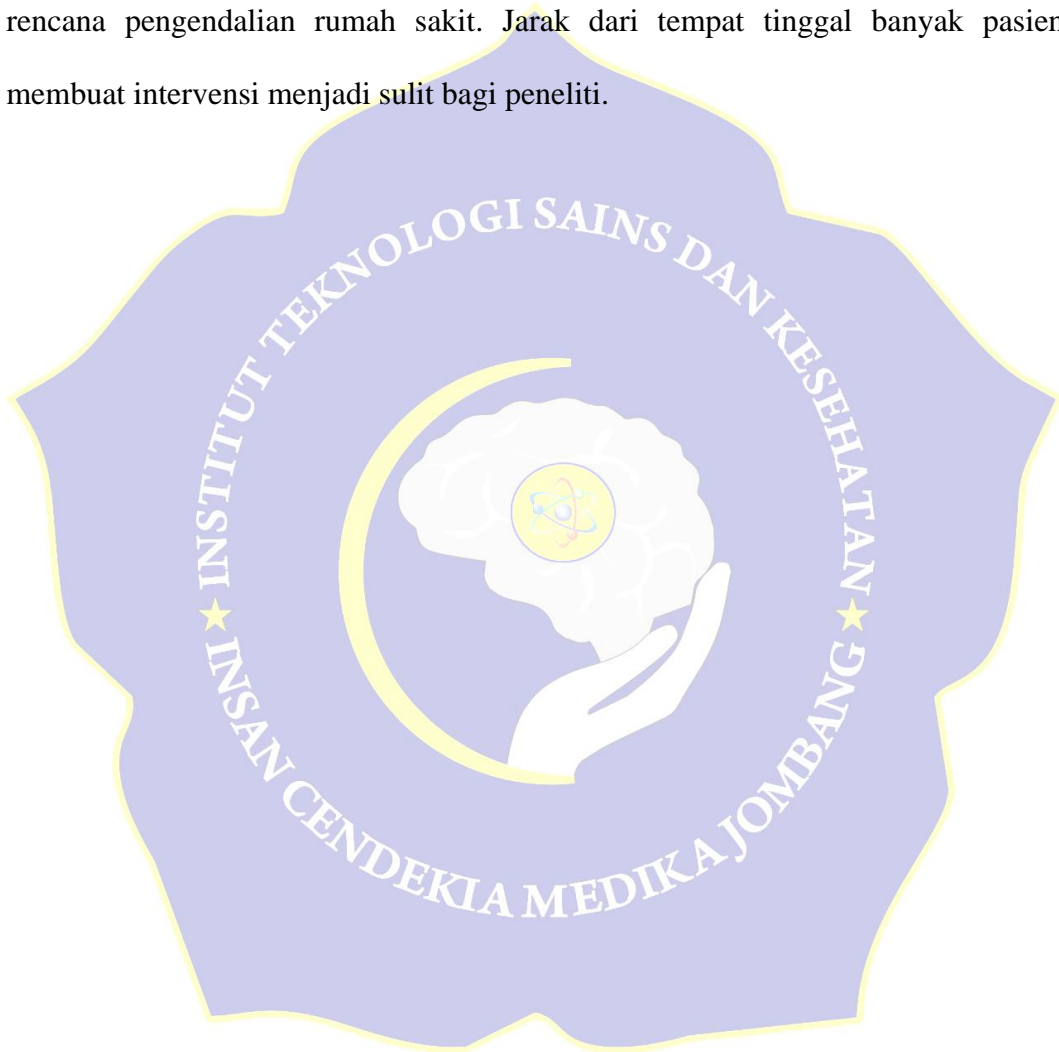 rencana pengendalian rumah sakit. Jarak dari tempat tinggal banyak pasien
membuat intervensi menjadi sulit bagi peneliti.
INSTITUT TEKNOLOGI SAINS DAN KESEHATAN
INSAN CENDEKIA MEDIKA JOMBANG